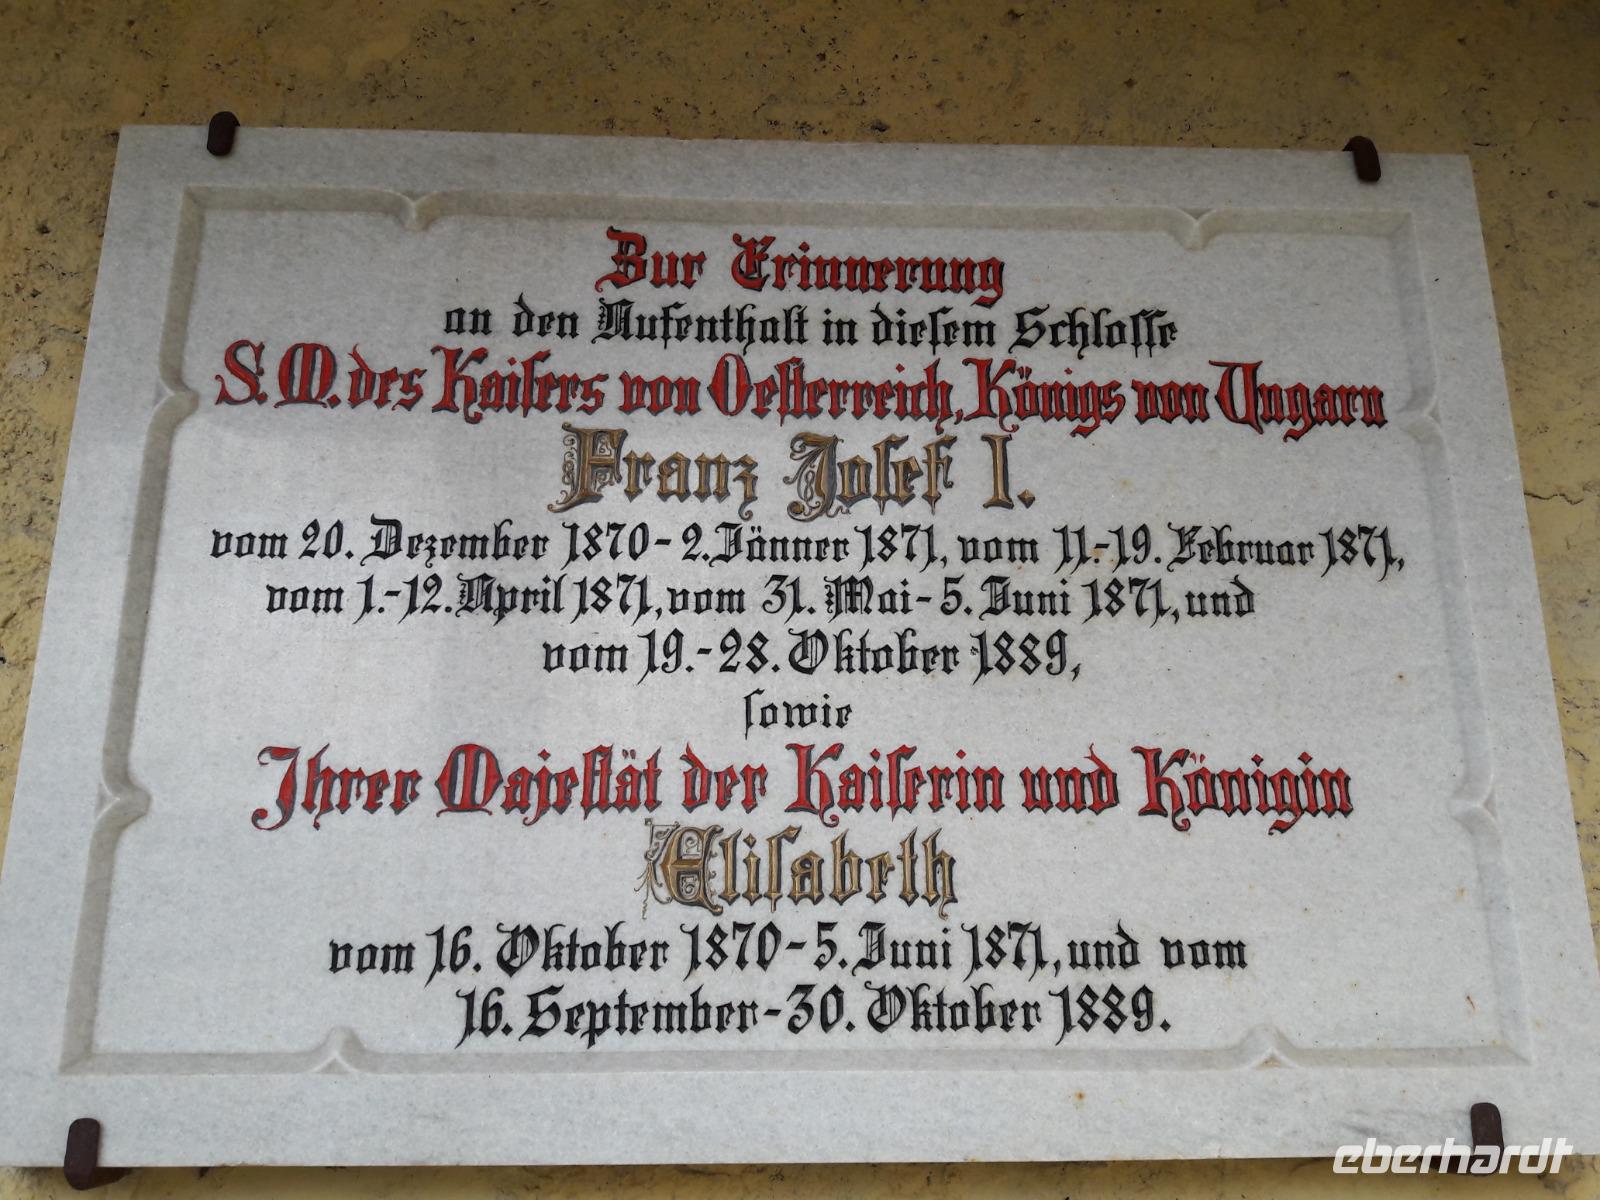 Zur Erinnerung
an den Aufenthalt in dieſem Schloſſe
S. M. des Kaiſers von Oeſterreich, Königs von Ungarn
Franz Joſef I.
vom 20. Dezember 1870 - 2. Jänner 1871, vom 11.-19. Februar 1871,
vom 1.-12. April 1871, vom 31. Mai - 5. Juni 1871, und
vom 19.-28. Oktober 1889,
ſowie
Ihrer Majeſtät der Kaiſerin und Königin
Eliſabeth
vom 16. Oktober 1870 - 5. Juni 1871, und vom
16. September - 30. Oktober 1889.
eberhardt